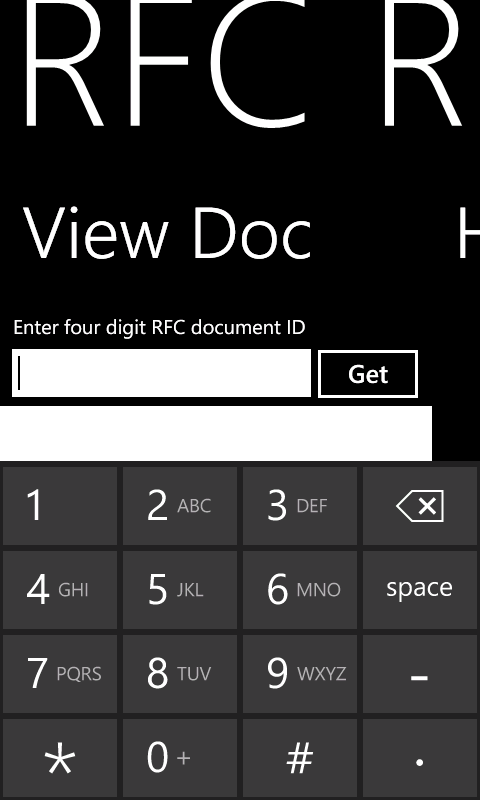 RFC R
View Doc H
Enter four digit RFC document ID
Get
1 2 ABC 3 DEF
4 GHI 5 JKL 6 MNO space
7 PQRS 8 TUV 9 WXYZ -
* 0 + # .